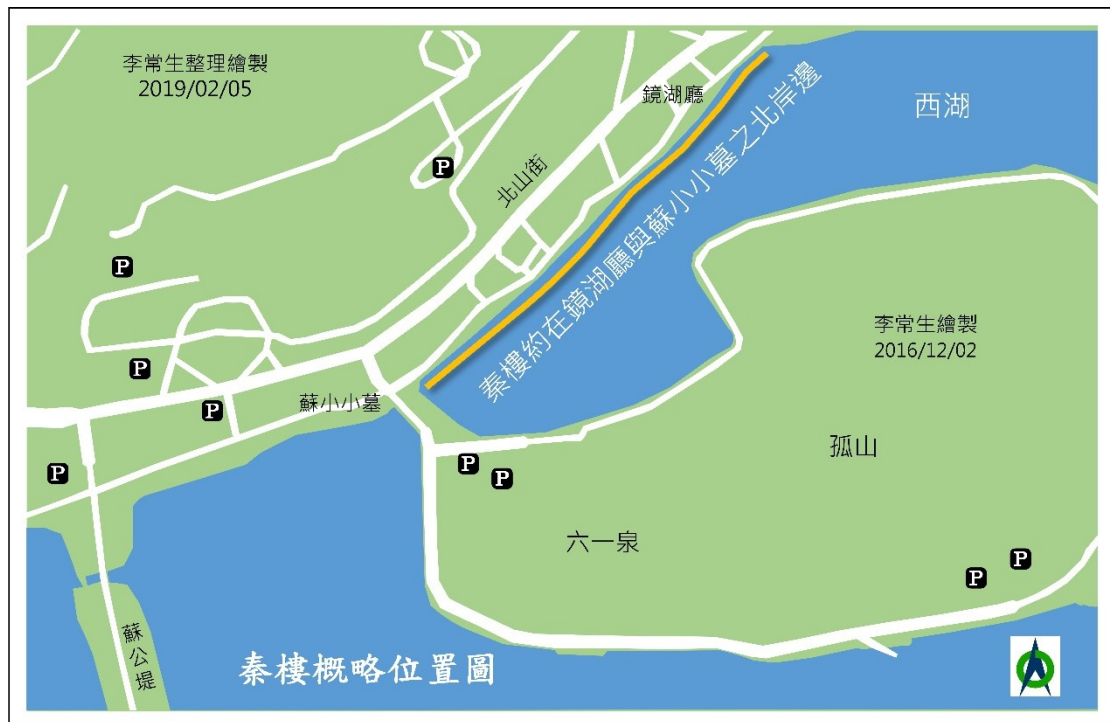 李常生整理繪製
2019/02/05
鏡湖廳
西湖
P
北山街
秦樓約在鏡湖廳與蘇小小墓之北岸邊
P
李常生繪製
2016/12/02
P
蘇小小墓
P
孤山
P
P
P
六一泉
P
P
蘇公堤
秦樓概略位置圖